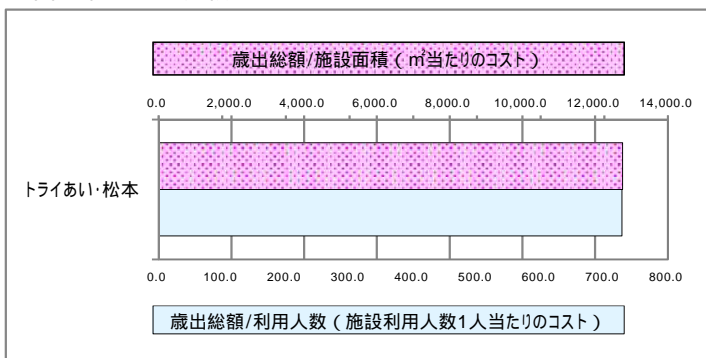 歳出総額/施設面積（㎡当たりのコスト）
0.0 2,000.0 4,000.0 6,000.0 8,000.0 10,000.0 12,000.0 14,000.0
トライあい・松本
0.0 100.0 200.0 300.0 400.0 500.0 600.0 700.0 800.0
歳出総額/利用人数（施設利用人数1人当たりのコスト）